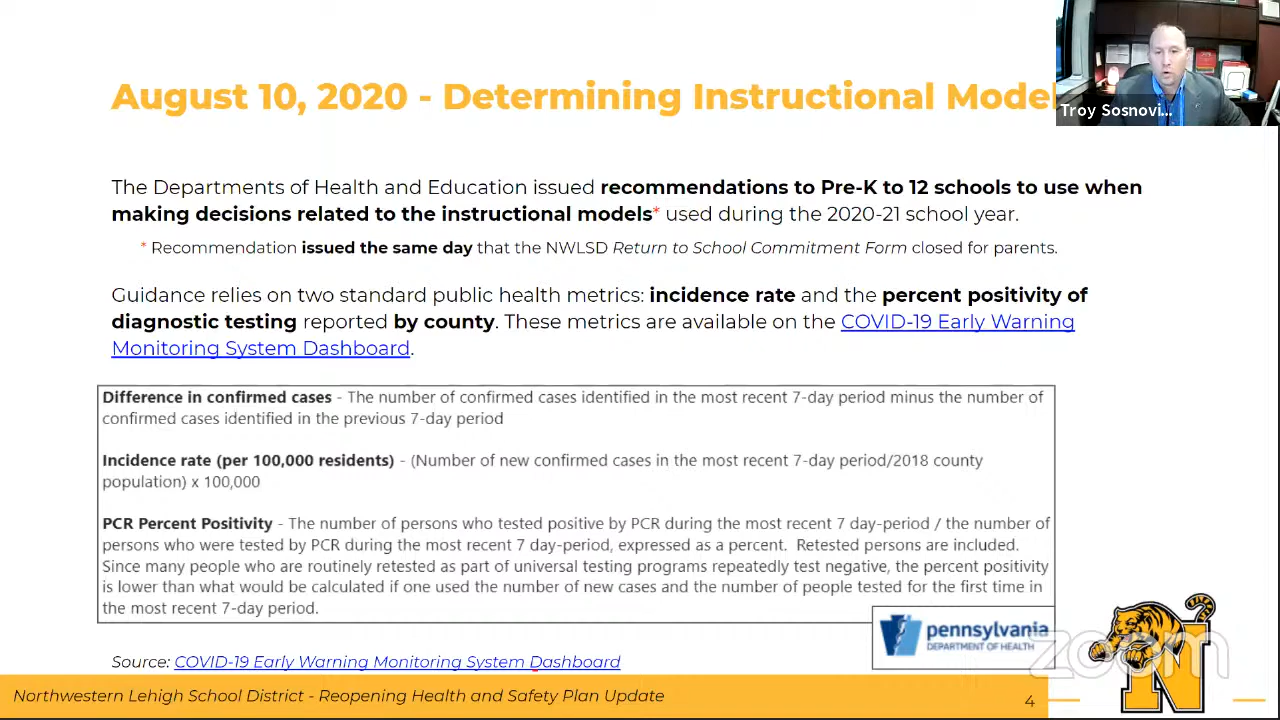 August 10, 2020 - Determining Instructional Model
Troy Sosnovi...
The Departments of Health and Education issued recommendations to Pre-K to 12 schools to use when
making decisions related to the instructional models* used during the 2020-21 school year.
* Recommendation issued the same day that the NWLSD Return to School Commitment Form closed for parents.
Guidance relies on two standard public health metrics: incidence rate and the percent positivity of
diagnostic testing reported by county. These metrics are available on the COVID-19 Early Warning
Monitoring System Dashboard.
Difference in confirmed cases - The number of confirmed cases identified in the most recent 7-day period minus the number of
confirmed cases identified in the previous 7-day period
Incidence rate (per 100,000 residents) - (Number of new confirmed cases in the most recent 7-day period/2018 county
population) x 100,000
PCR Percent Positivity - The number of persons who tested positive by PCR during the most recent 7 day-period / the number of
persons who were tested by PCR during the most recent 7 day-period, expressed as a percent. Retested persons are included.
Since many people who are routinely retested as part of universal testing programs repeatedly test negative, the percent positivity
is lower than what would be calculated if one used the number of new cases and the number of people tested for the first time in
the most recent 7-day period.
pennsylvania
DEPARTMENT OF HEALTH
zoom
N
Source: COVID-19 Early Warning Monitoring System Dashboard
Northwestern Lehigh School District - Reopening Health and Safety Plan Update
4